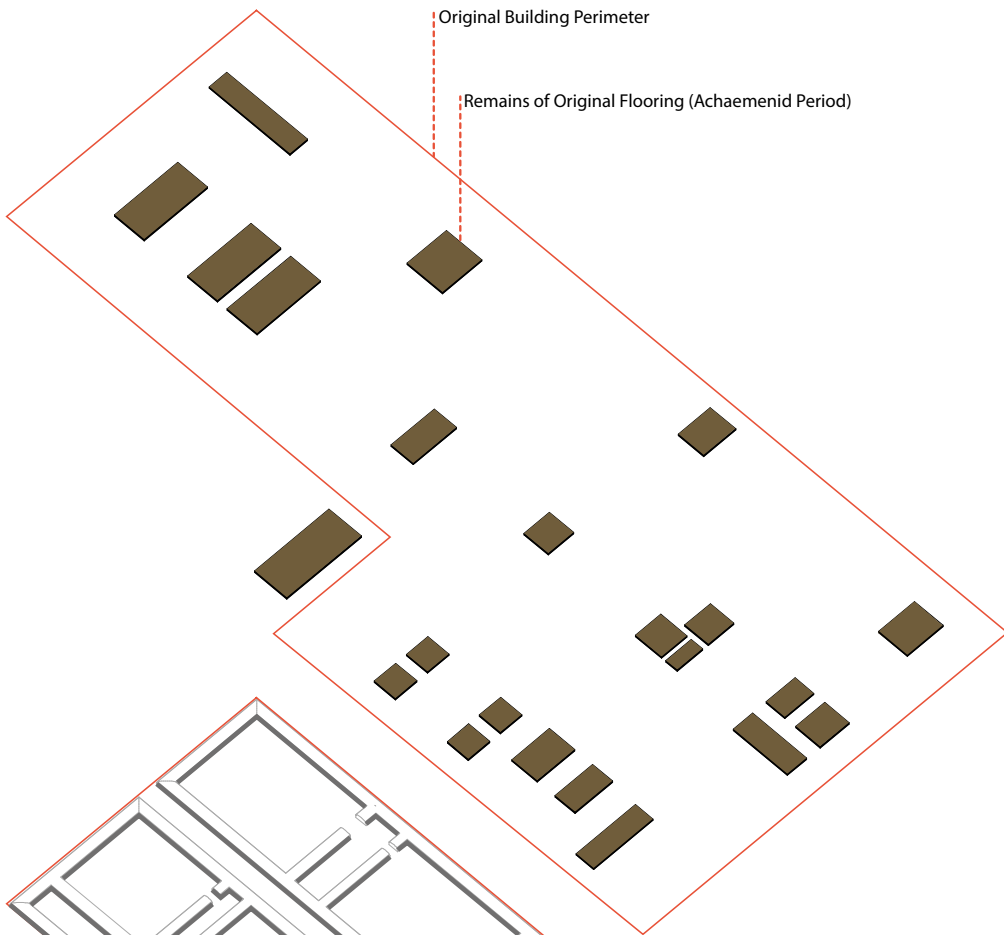 Original Building Perimeter
Remains of Original Flooring (Achaemenid Period)